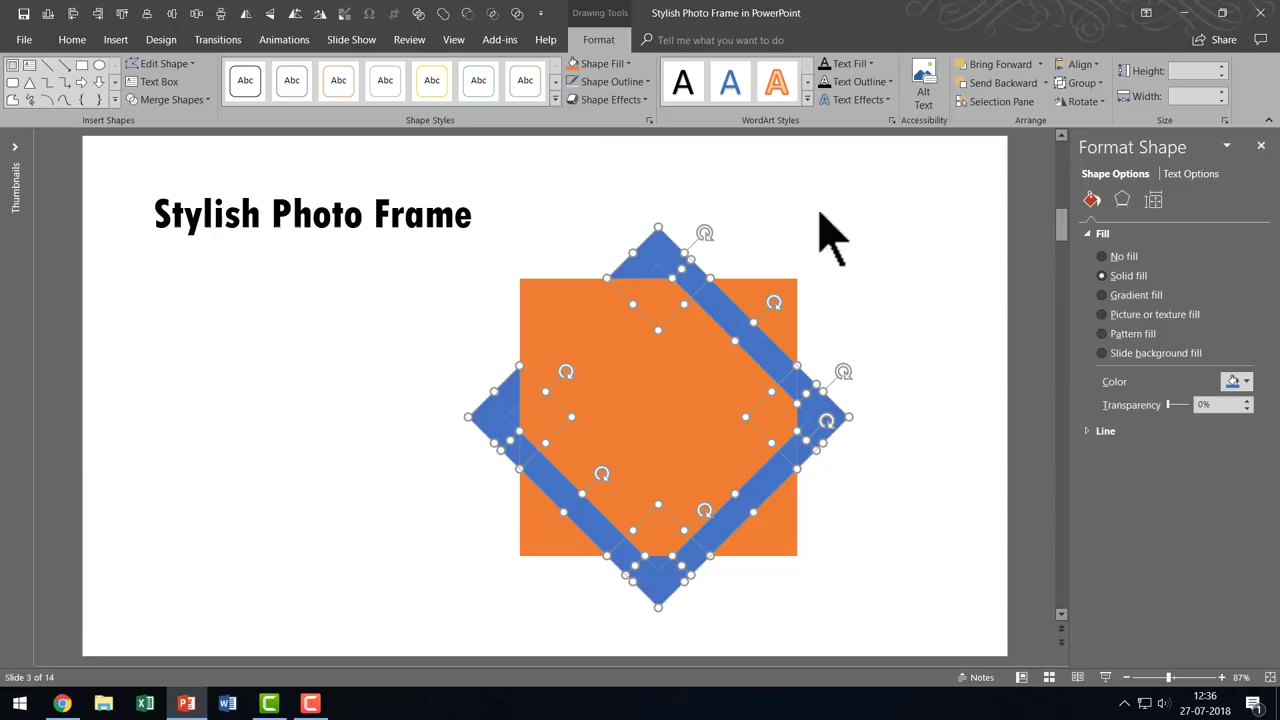 Drawing Tools
Stylish Photo Frame in PowerPoint
File
Home
Insert
Design
Transitions
Animations
Slide Show
Review
View
Add-ins
Help
Format
Tell me what you want to do
Share
Edit Shape
Text Box
Merge Shapes
Insert Shapes
Abc
Abc
Abc
Abc
Abc
Abc
Abc
Shape Fill
Shape Outline
Shape Effects
Shape Styles
A
A
A
Text Fill
Text Outline
Text Effects
WordArt Styles
Alt
Text
Accessibility
Bring Forward
Send Backward
Selection Pane
Align
Group
Rotate
Arrange
Height:
Width:
Size
Thumbnails
Stylish Photo Frame
Format Shape
Shape Options
Text Options
Fill
No fill
Solid fill
Gradient fill
Picture or texture fill
Pattern fill
Slide background fill
Color
Transparency
0%
Line
Slide 3 of 14
Notes
87%
12:36
27-07-2018